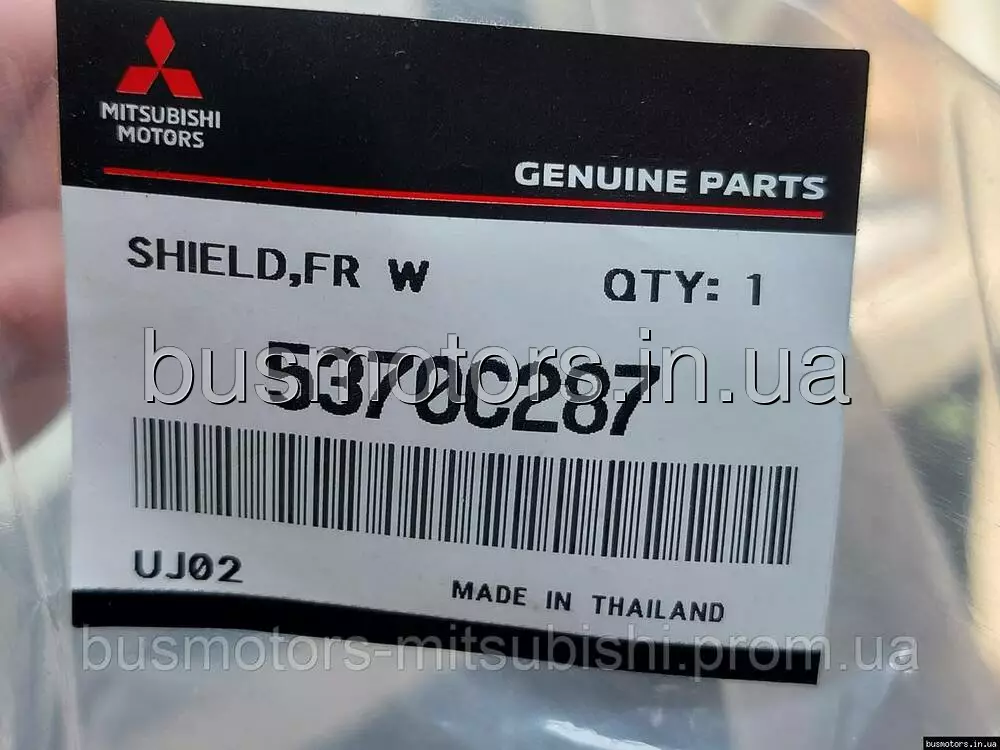 MITSUBISHI
MOTORS
GENUINE PARTS
SHIELD,FR W
QTY: 1
busmotors.in.ua
5370C287
UJ02
MADE IN THAILAND
busmotors-mitsubishi.prom.ua
busmotors.in.ua